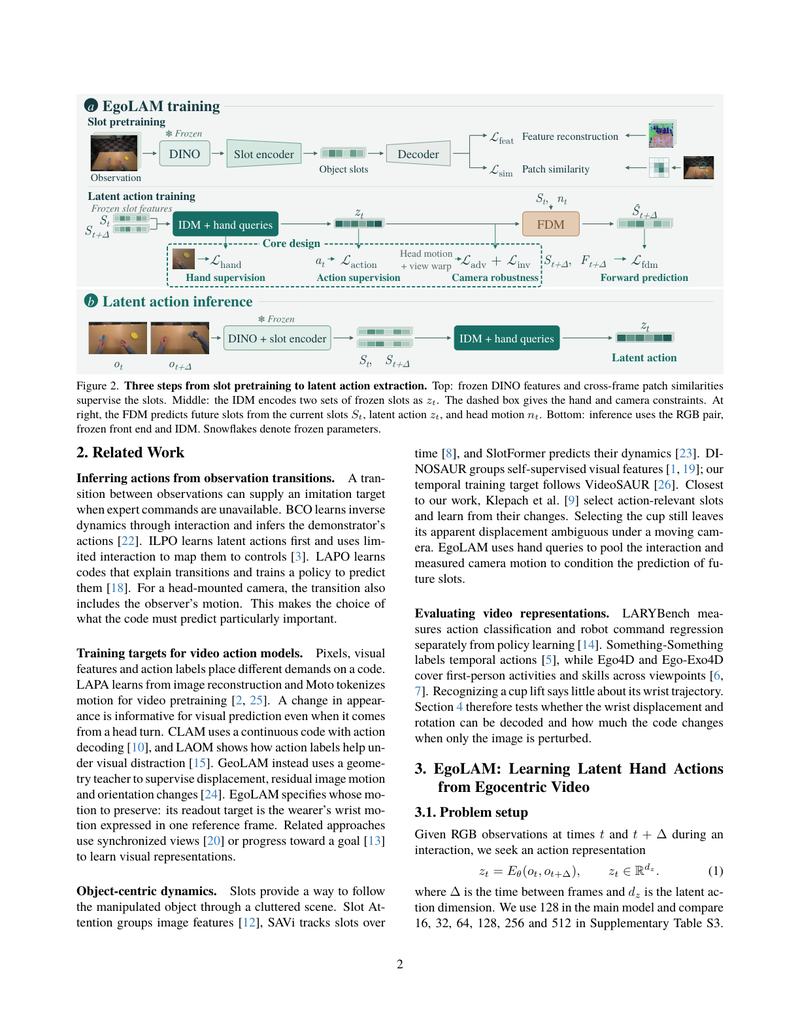 a EgoLAM training
Slot pretraining
❄ Frozen
DINO
Slot encoder
Decoder
Observation
Object slots
ℒfeat Feature reconstruction
ℒsim Patch similarity
Latent action training
Frozen slot features
S_t
S_{t+Δ}
IDM + hand queries
z_t
S_t, n_t
FDM
Ŝ_{t+Δ}
Core design
ℒhand
Hand supervision
a_t → ℒaction
Action supervision
Head motion
+ view warp
ℒadv + ℒinv
Camera robustness
S_{t+Δ}, F_{t+Δ} → ℒfdm
Forward prediction
b Latent action inference
❄ Frozen
DINO + slot encoder
IDM + hand queries
z_t
o_t
o_{t+Δ}
S_t, S_{t+Δ}
Latent action
Figure 2. Three steps from slot pretraining to latent action extraction. Top: frozen DINO features and cross-frame patch similarities
supervise the slots. Middle: the IDM encodes two sets of frozen slots as z_t. The dashed box gives the hand and camera constraints. At
right, the FDM predicts future slots from the current slots S_t, latent action z_t, and head motion n_t. Bottom: inference uses the RGB pair,
frozen front end and IDM. Snowflakes denote frozen parameters.
2. Related Work
Inferring actions from observation transitions. A tran-
sition between observations can supply an imitation target
when expert commands are unavailable. BCO learns inverse
dynamics through interaction and infers the demonstrator's
actions [22]. ILPO learns latent actions first and uses lim-
ited interaction to map them to controls [3]. LAPO learns
codes that explain transitions and trains a policy to predict
them [18]. For a head-mounted camera, the transition also
includes the observer's motion. This makes the choice of
what the code must predict particularly important.
Training targets for video action models. Pixels, visual
features and action labels place different demands on a code.
LAPA learns from image reconstruction and Moto tokenizes
motion for video pretraining [2, 25]. A change in appear-
ance is informative for visual prediction even when it comes
from a head turn. CLAM uses a continuous code with action
decoding [10], and LAOM shows how action labels help un-
der visual distraction [15]. GeoLAM instead uses a geome-
try teacher to supervise displacement, residual image motion
and orientation changes [24]. EgoLAM specifies whose mo-
tion to preserve: its readout target is the wearer's wrist mo-
tion expressed in one reference frame. Related approaches
use synchronized views [20] or progress toward a goal [13]
to learn visual representations.
Object-centric dynamics. Slots provide a way to follow
the manipulated object through a cluttered scene. Slot At-
tention groups image features [12], SAVi tracks slots over
time [8], and SlotFormer predicts their dynamics [23]. DI-
NOSAUR groups self-supervised visual features [1, 19]; our
temporal training target follows VideoSAUR [26]. Closest
to our work, Klepach et al. [9] select action-relevant slots
and learn from their changes. Selecting the cup still leaves
its apparent displacement ambiguous under a moving cam-
era. EgoLAM uses hand queries to pool the interaction and
measured camera motion to condition the prediction of fu-
ture slots.
Evaluating video representations. LARYBench mea-
sures action classification and robot command regression
separately from policy learning [14]. Something-Something
labels temporal actions [5], while Ego4D and Ego-Exo4D
cover first-person activities and skills across viewpoints [6,
7]. Recognizing a cup lift says little about its wrist trajectory.
Section 4 therefore tests whether the wrist displacement and
rotation can be decoded and how much the code changes
when only the image is perturbed.
3. EgoLAM: Learning Latent Hand Actions
from Egocentric Video
3.1. Problem setup
Given RGB observations at times t and t + Δ during an
interaction, we seek an action representation
z_t = E_θ(o_t, o_{t+Δ}), z_t ∈ ℝ^{d_z}. (1)
where Δ is the time between frames and d_z is the latent ac-
tion dimension. We use 128 in the main model and compare
16, 32, 64, 128, 256 and 512 in Supplementary Table S3.
2